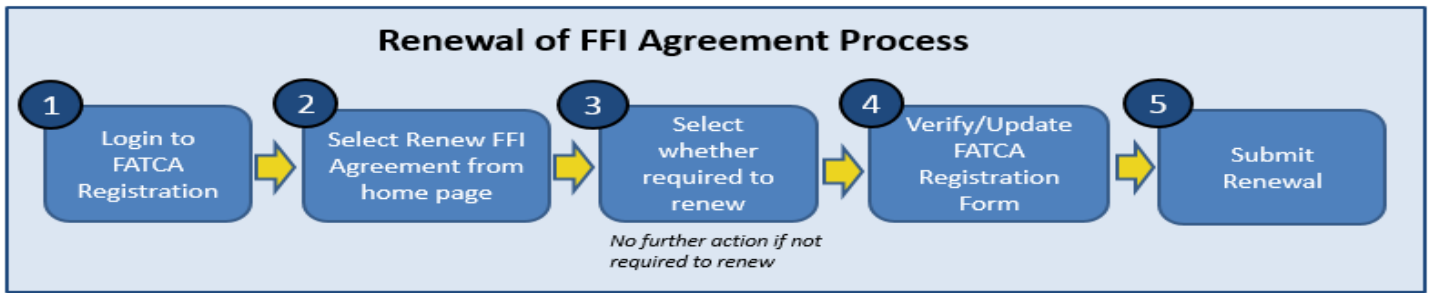 Renewal of FFI Agreement Process
1
Login to
FATCA
Registration
2
Select Renew FFI
Agreement from
home page
3
Select
whether
required to
renew
No further action if not
required to renew
4
Verify/Update
FATCA
Registration
Form
5
Submit
Renewal